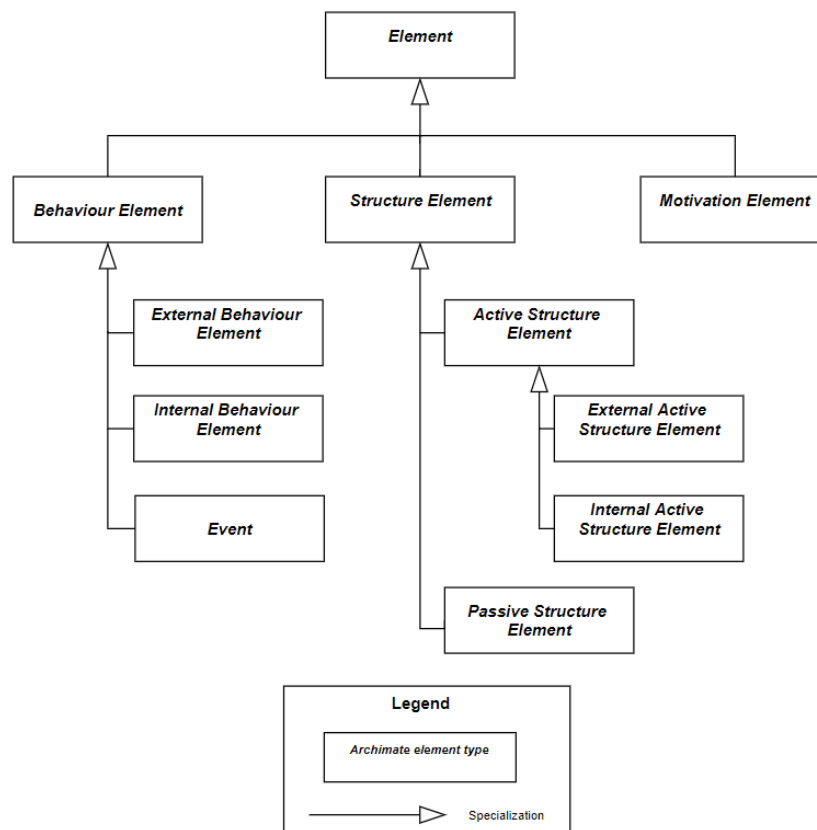 Element
Behaviour Element
Structure Element
Motivation Element
External Behaviour
Element
Active Structure
Element
Internal Behaviour
Element
External Active
Structure Element
Event
Internal Active
Structure Element
Passive Structure
Element
Legend
Archimate element type
Specialization